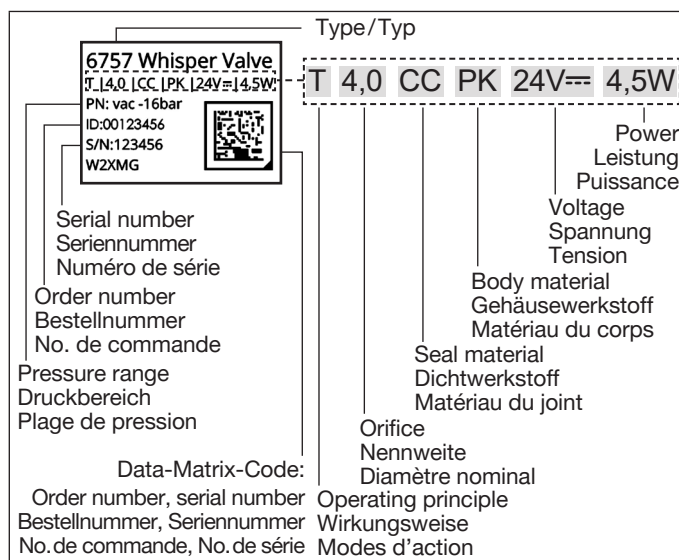 Type/Typ
6757 Whisper Valve
T |4,0 |CC |PK |24V⎓|4,5W
PN: vac -16bar
ID:00123456
S/N:123456
W2XMG
T 4,0 CC PK 24V⎓ 4,5W
Power
Leistung
Puissance
Voltage
Spannung
Tension
Body material
Gehäusewerkstoff
Matériau du corps
Seal material
Dichtwerkstoff
Matériau du joint
Orifice
Nennweite
Diamètre nominal
Operating principle
Wirkungsweise
Modes d'action
Serial number
Seriennummer
Numéro de série
Order number
Bestellnummer
No. de commande
Pressure range
Druckbereich
Plage de pression
Data-Matrix-Code:
Order number, serial number
Bestellnummer, Seriennummer
No. de commande, No. de série